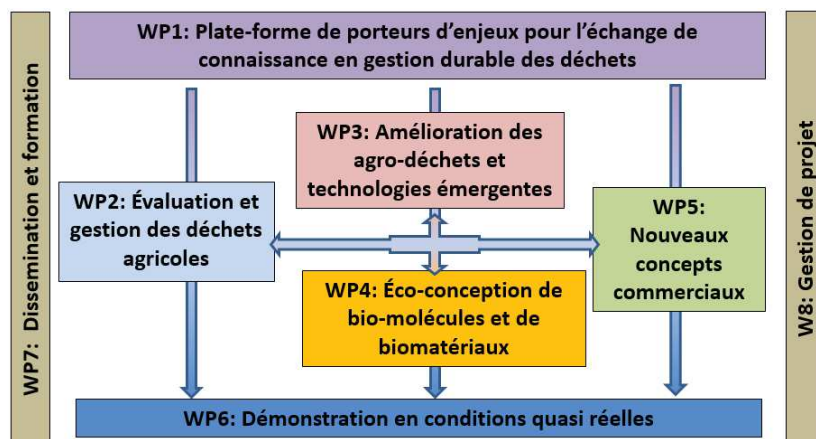 WP7: Dissemination et formation
WP1: Plate-forme de porteurs d’enjeux pour l’échange de
connaissance en gestion durable des déchets
WP3: Amélioration des
agro-déchets et
technologies émergentes
WP2: Évaluation et
gestion des déchets
agricoles
WP5:
Nouveaux
concepts
commerciaux
WP4: Éco-conception de
bio-molécules et de
biomatériaux
WP6: Démonstration en conditions quasi réelles
W8: Gestion de projet